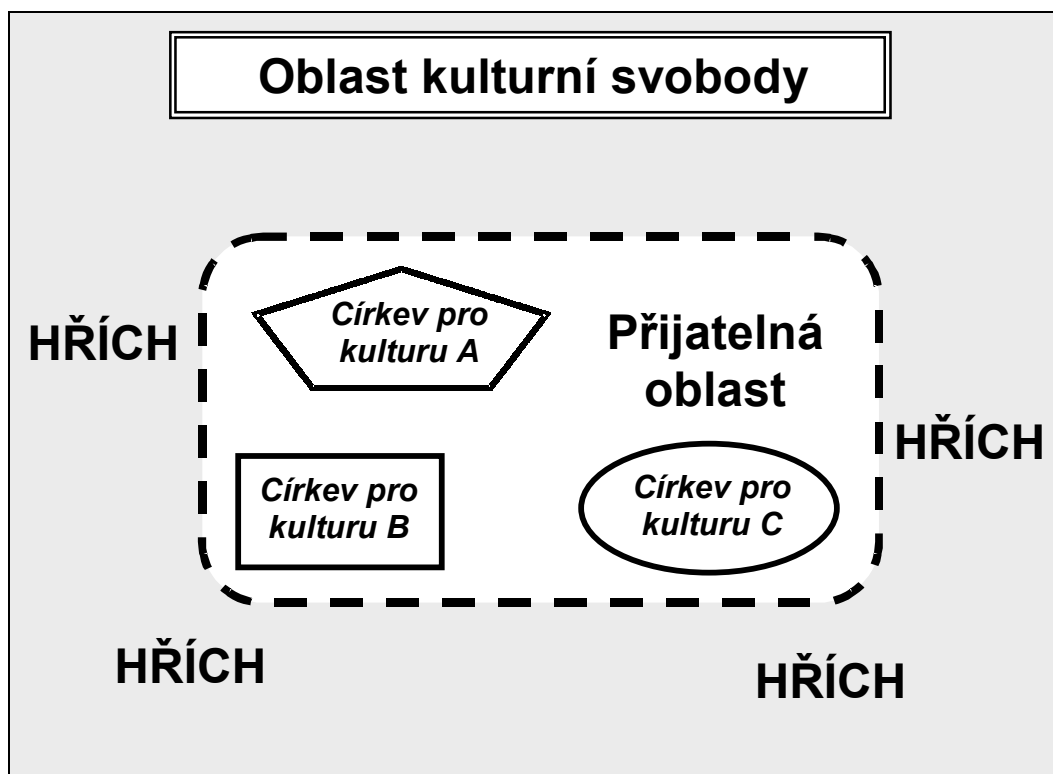 Oblast kulturní svobody
Církev pro
kulturu A
HŘÍCH
Přijatelná
oblast
HŘÍCH
Církev pro
kulturu B
Církev pro
kulturu C
HŘÍCH
HŘÍCH